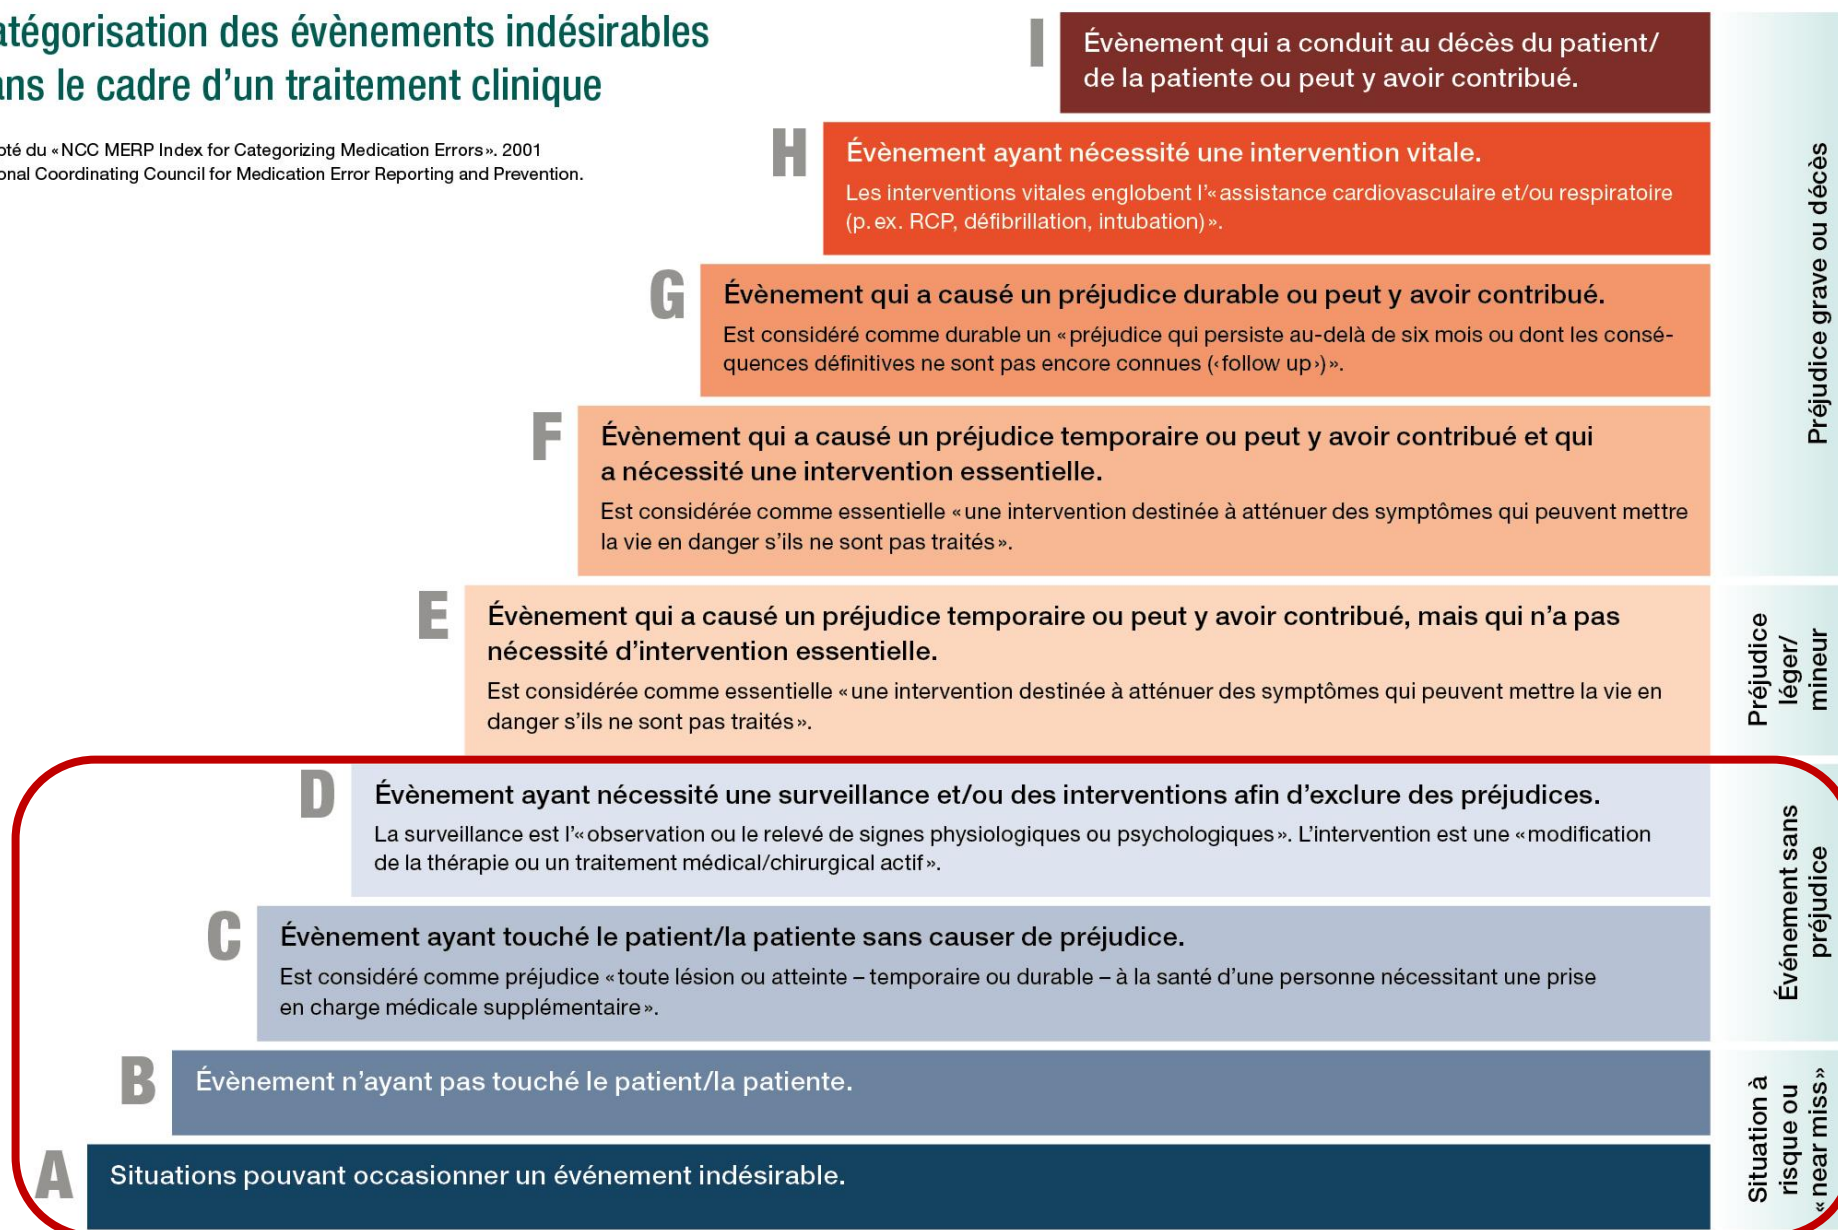 atégorisation des évènements indésirables
ans le cadre d'un traitement clinique
oté du «NCC MERP Index for Categorizing Medication Errors». 2001
onal Coordinating Council for Medication Error Reporting and Prevention.
I
Évènement qui a conduit au décès du patient/
de la patiente ou peut y avoir contribué.
H
Évènement ayant nécessité une intervention vitale.
Les interventions vitales englobent l'«assistance cardiovasculaire et/ou respiratoire
(p. ex. RCP, défibrillation, intubation)».
G
Évènement qui a causé un préjudice durable ou peut y avoir contribué.
Est considéré comme durable un «préjudice qui persiste au-delà de six mois ou dont les consé-
quences définitives ne sont pas encore connues (‹follow up›)».
F
Évènement qui a causé un préjudice temporaire ou peut y avoir contribué et qui
a nécessité une intervention essentielle.
Est considérée comme essentielle «une intervention destinée à atténuer des symptômes qui peuvent mettre
la vie en danger s'ils ne sont pas traités».
Préjudice grave ou décès
E
Évènement qui a causé un préjudice temporaire ou peut y avoir contribué, mais qui n'a pas
nécessité d'intervention essentielle.
Est considérée comme essentielle «une intervention destinée à atténuer des symptômes qui peuvent mettre la vie en
danger s'ils ne sont pas traités».
Préjudice
léger/
mineur
D
Évènement ayant nécessité une surveillance et/ou des interventions afin d'exclure des préjudices.
La surveillance est l'«observation ou le relevé de signes physiologiques ou psychologiques». L'intervention est une «modification
de la thérapie ou un traitement médical/chirurgical actif».
C
Évènement ayant touché le patient/la patiente sans causer de préjudice.
Est considéré comme préjudice «toute lésion ou atteinte – temporaire ou durable – à la santé d'une personne nécessitant une prise
en charge médicale supplémentaire».
Événement sans
préjudice
B
Évènement n'ayant pas touché le patient/la patiente.
A
Situations pouvant occasionner un événement indésirable.
Situation à
risque ou
«near miss»